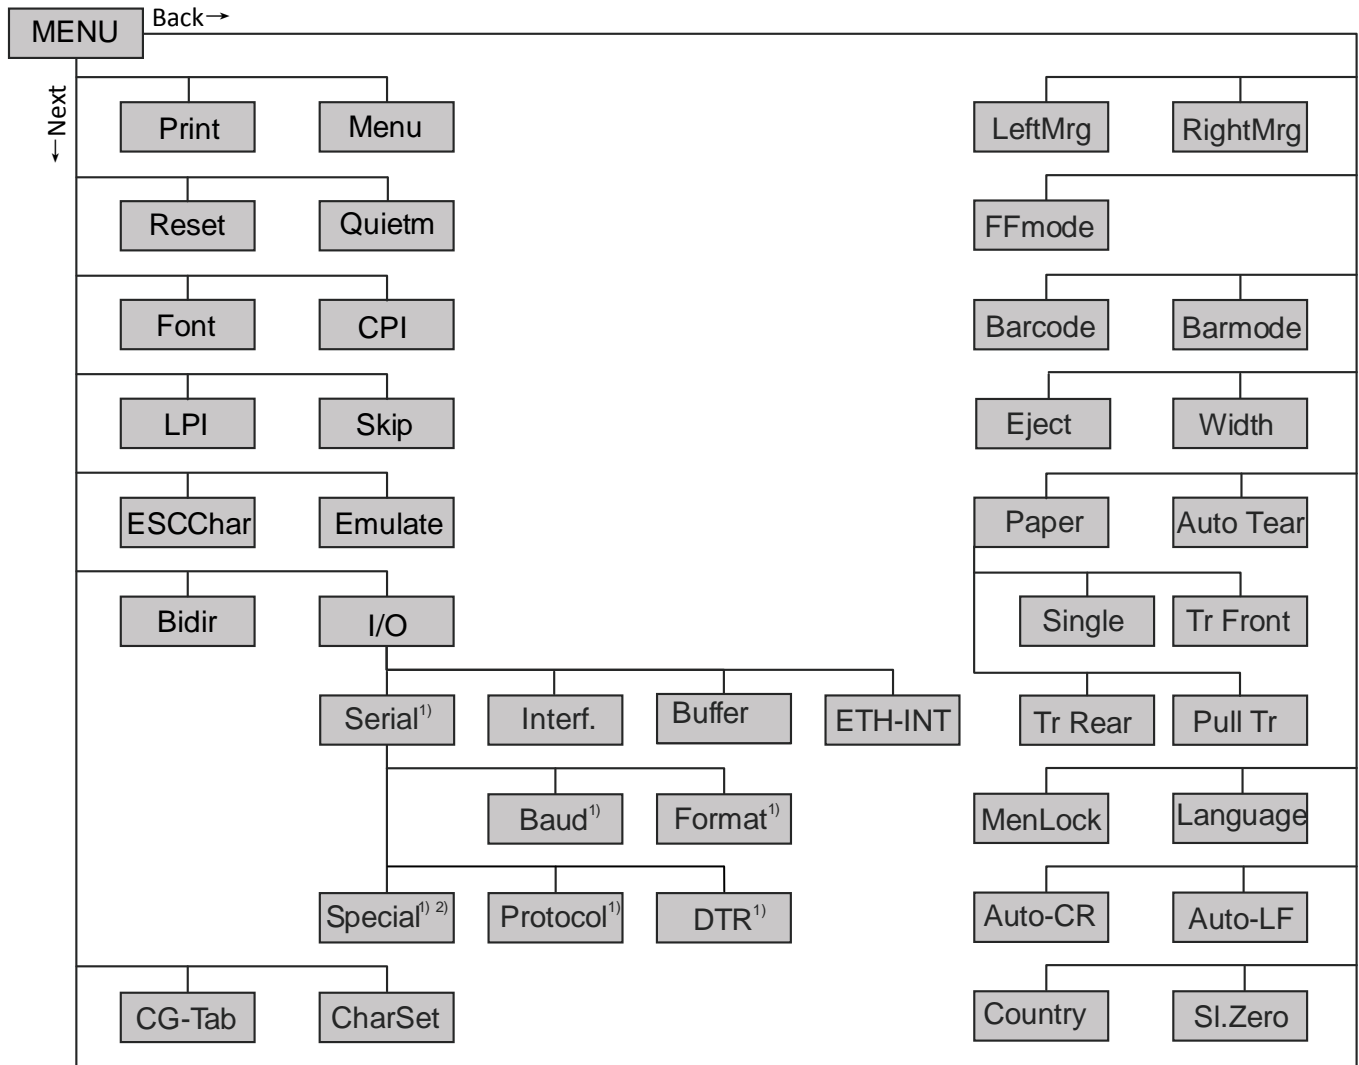 MENU
Back→
←Next
Print
Menu
LeftMrg
RightMrg
Reset
Quietm
FFmode
Font
CPI
Barcode
Barmode
LPI
Skip
Eject
Width
ESCChar
Emulate
Paper
Auto Tear
Bidir
I/O
Single
Tr Front
Serial1)
Interf.
Buffer
ETH-INT
Tr Rear
Pull Tr
Baud1)
Format1)
MenLock
Language
Special1) 2)
Protocol1)
DTR1)
Auto-CR
Auto-LF
CG-Tab
CharSet
Country
Sl.Zero